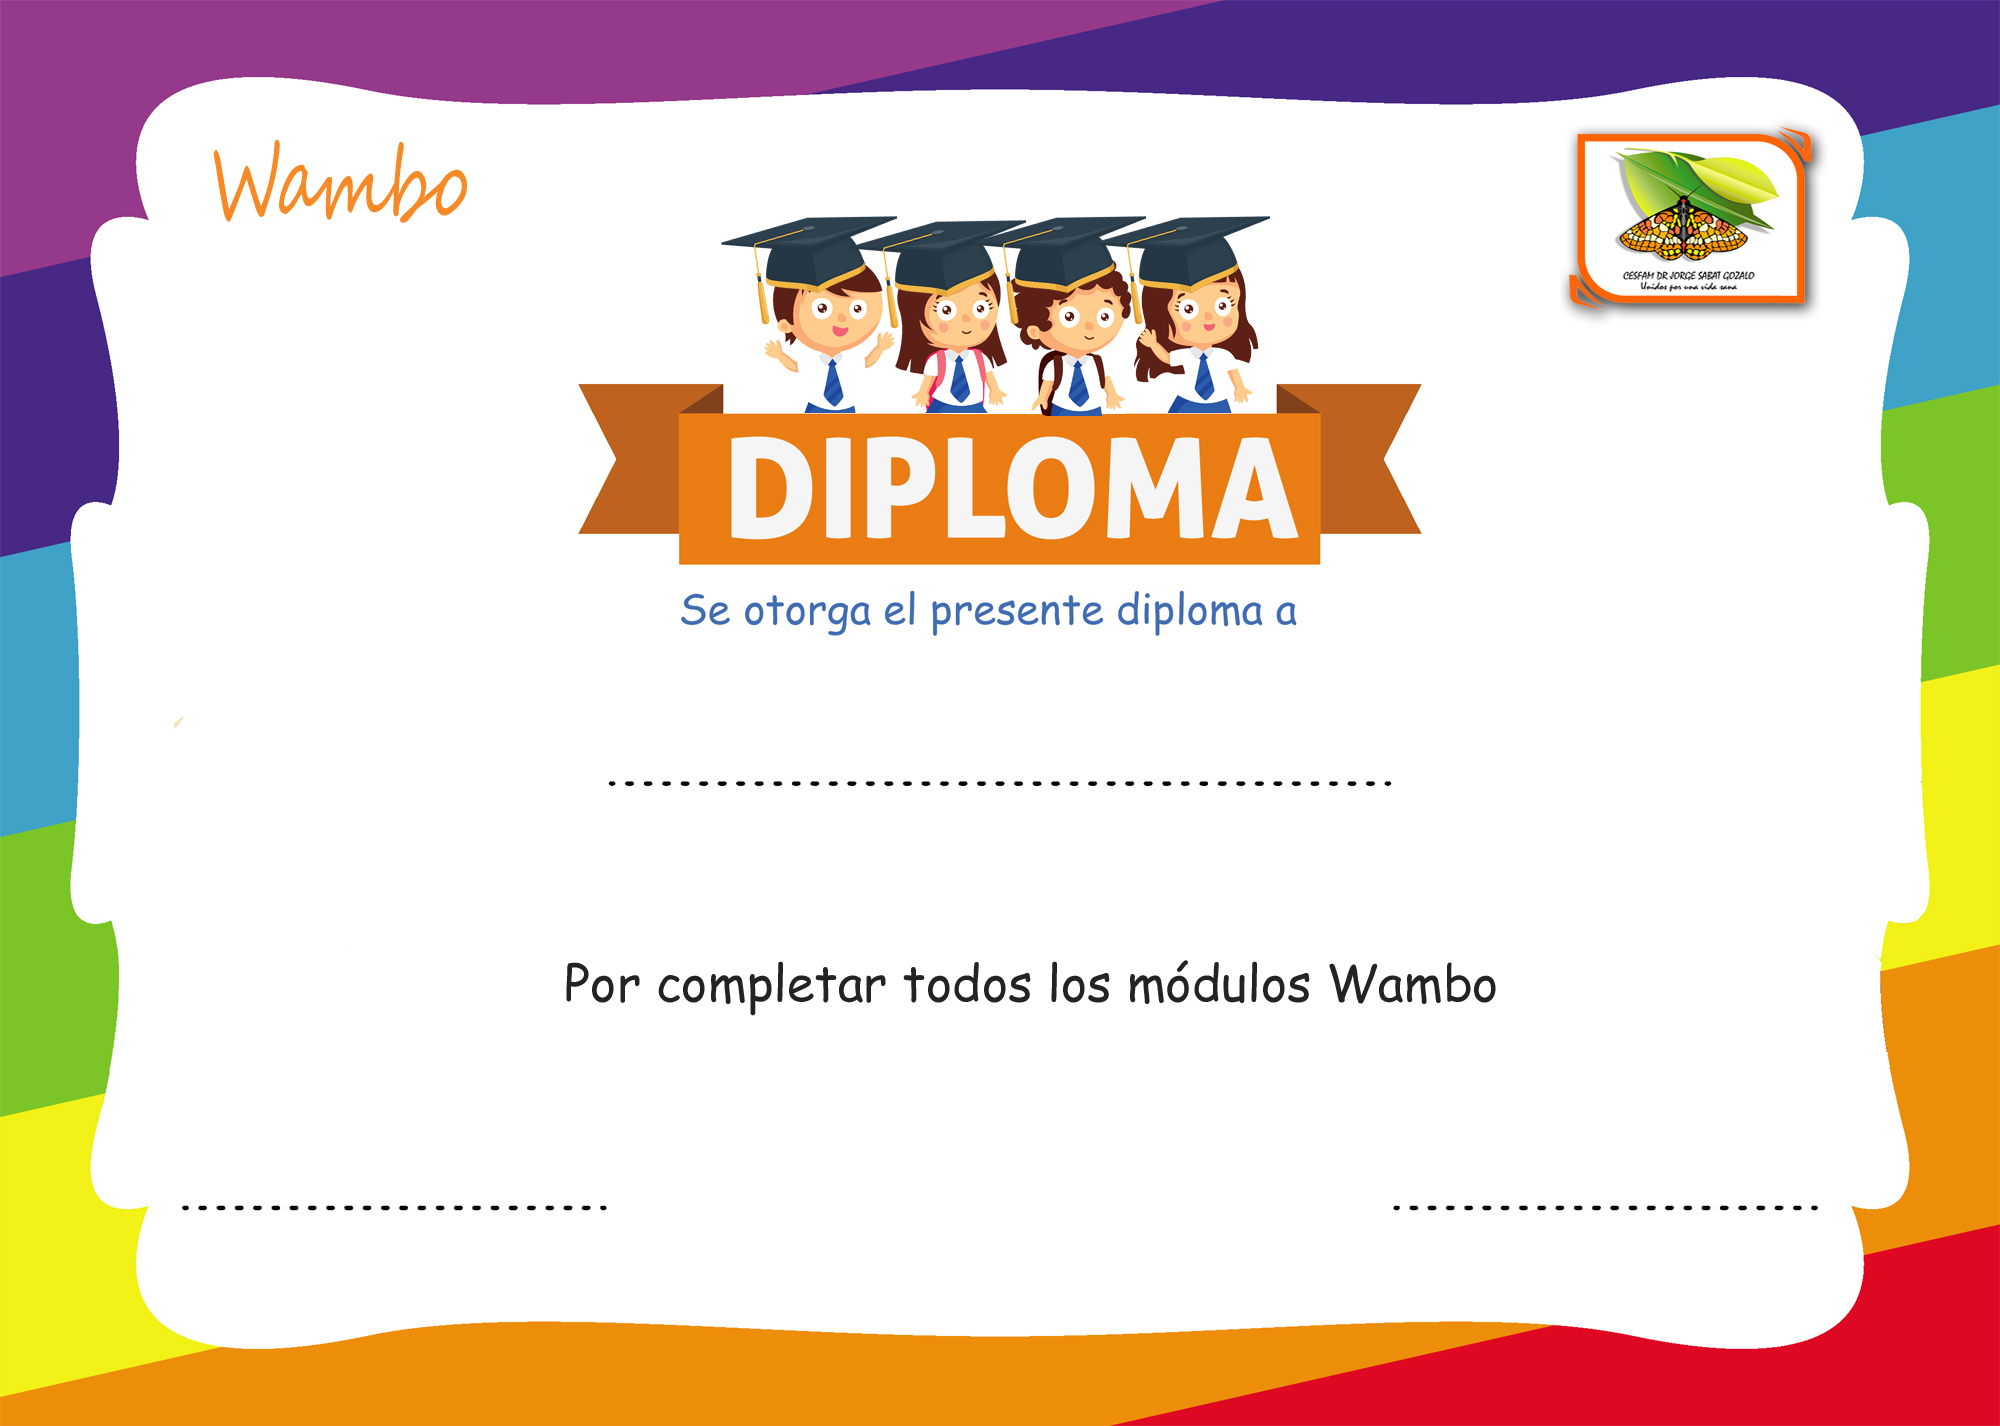 Wambo
CESFAM DR JORGE SABAT GOZALO
Unidos por una vida sana
DIPLOMA
Se otorga el presente diploma a
Por completar todos los módulos Wambo